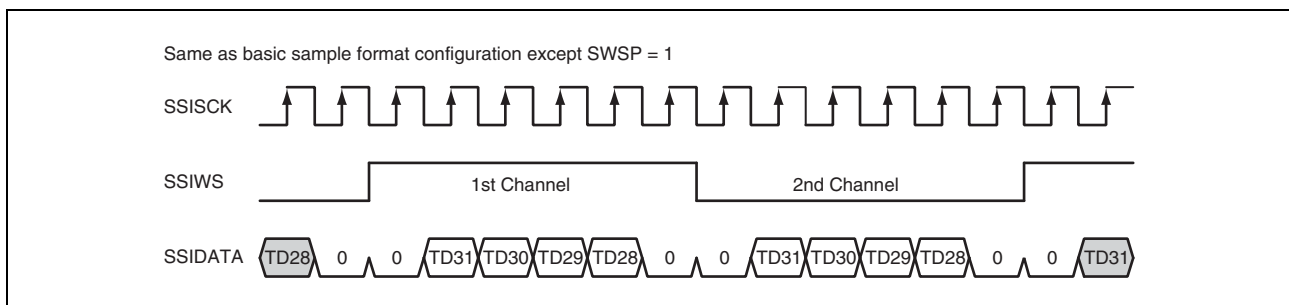 Same as basic sample format configuration except SWSP = 1
SSISCK
SSIWS 1st Channel 2nd Channel
SSIDATA TD28 0 0 TD31 TD30 TD29 TD28 0 0 TD31 TD30 TD29 TD28 0 0 TD31